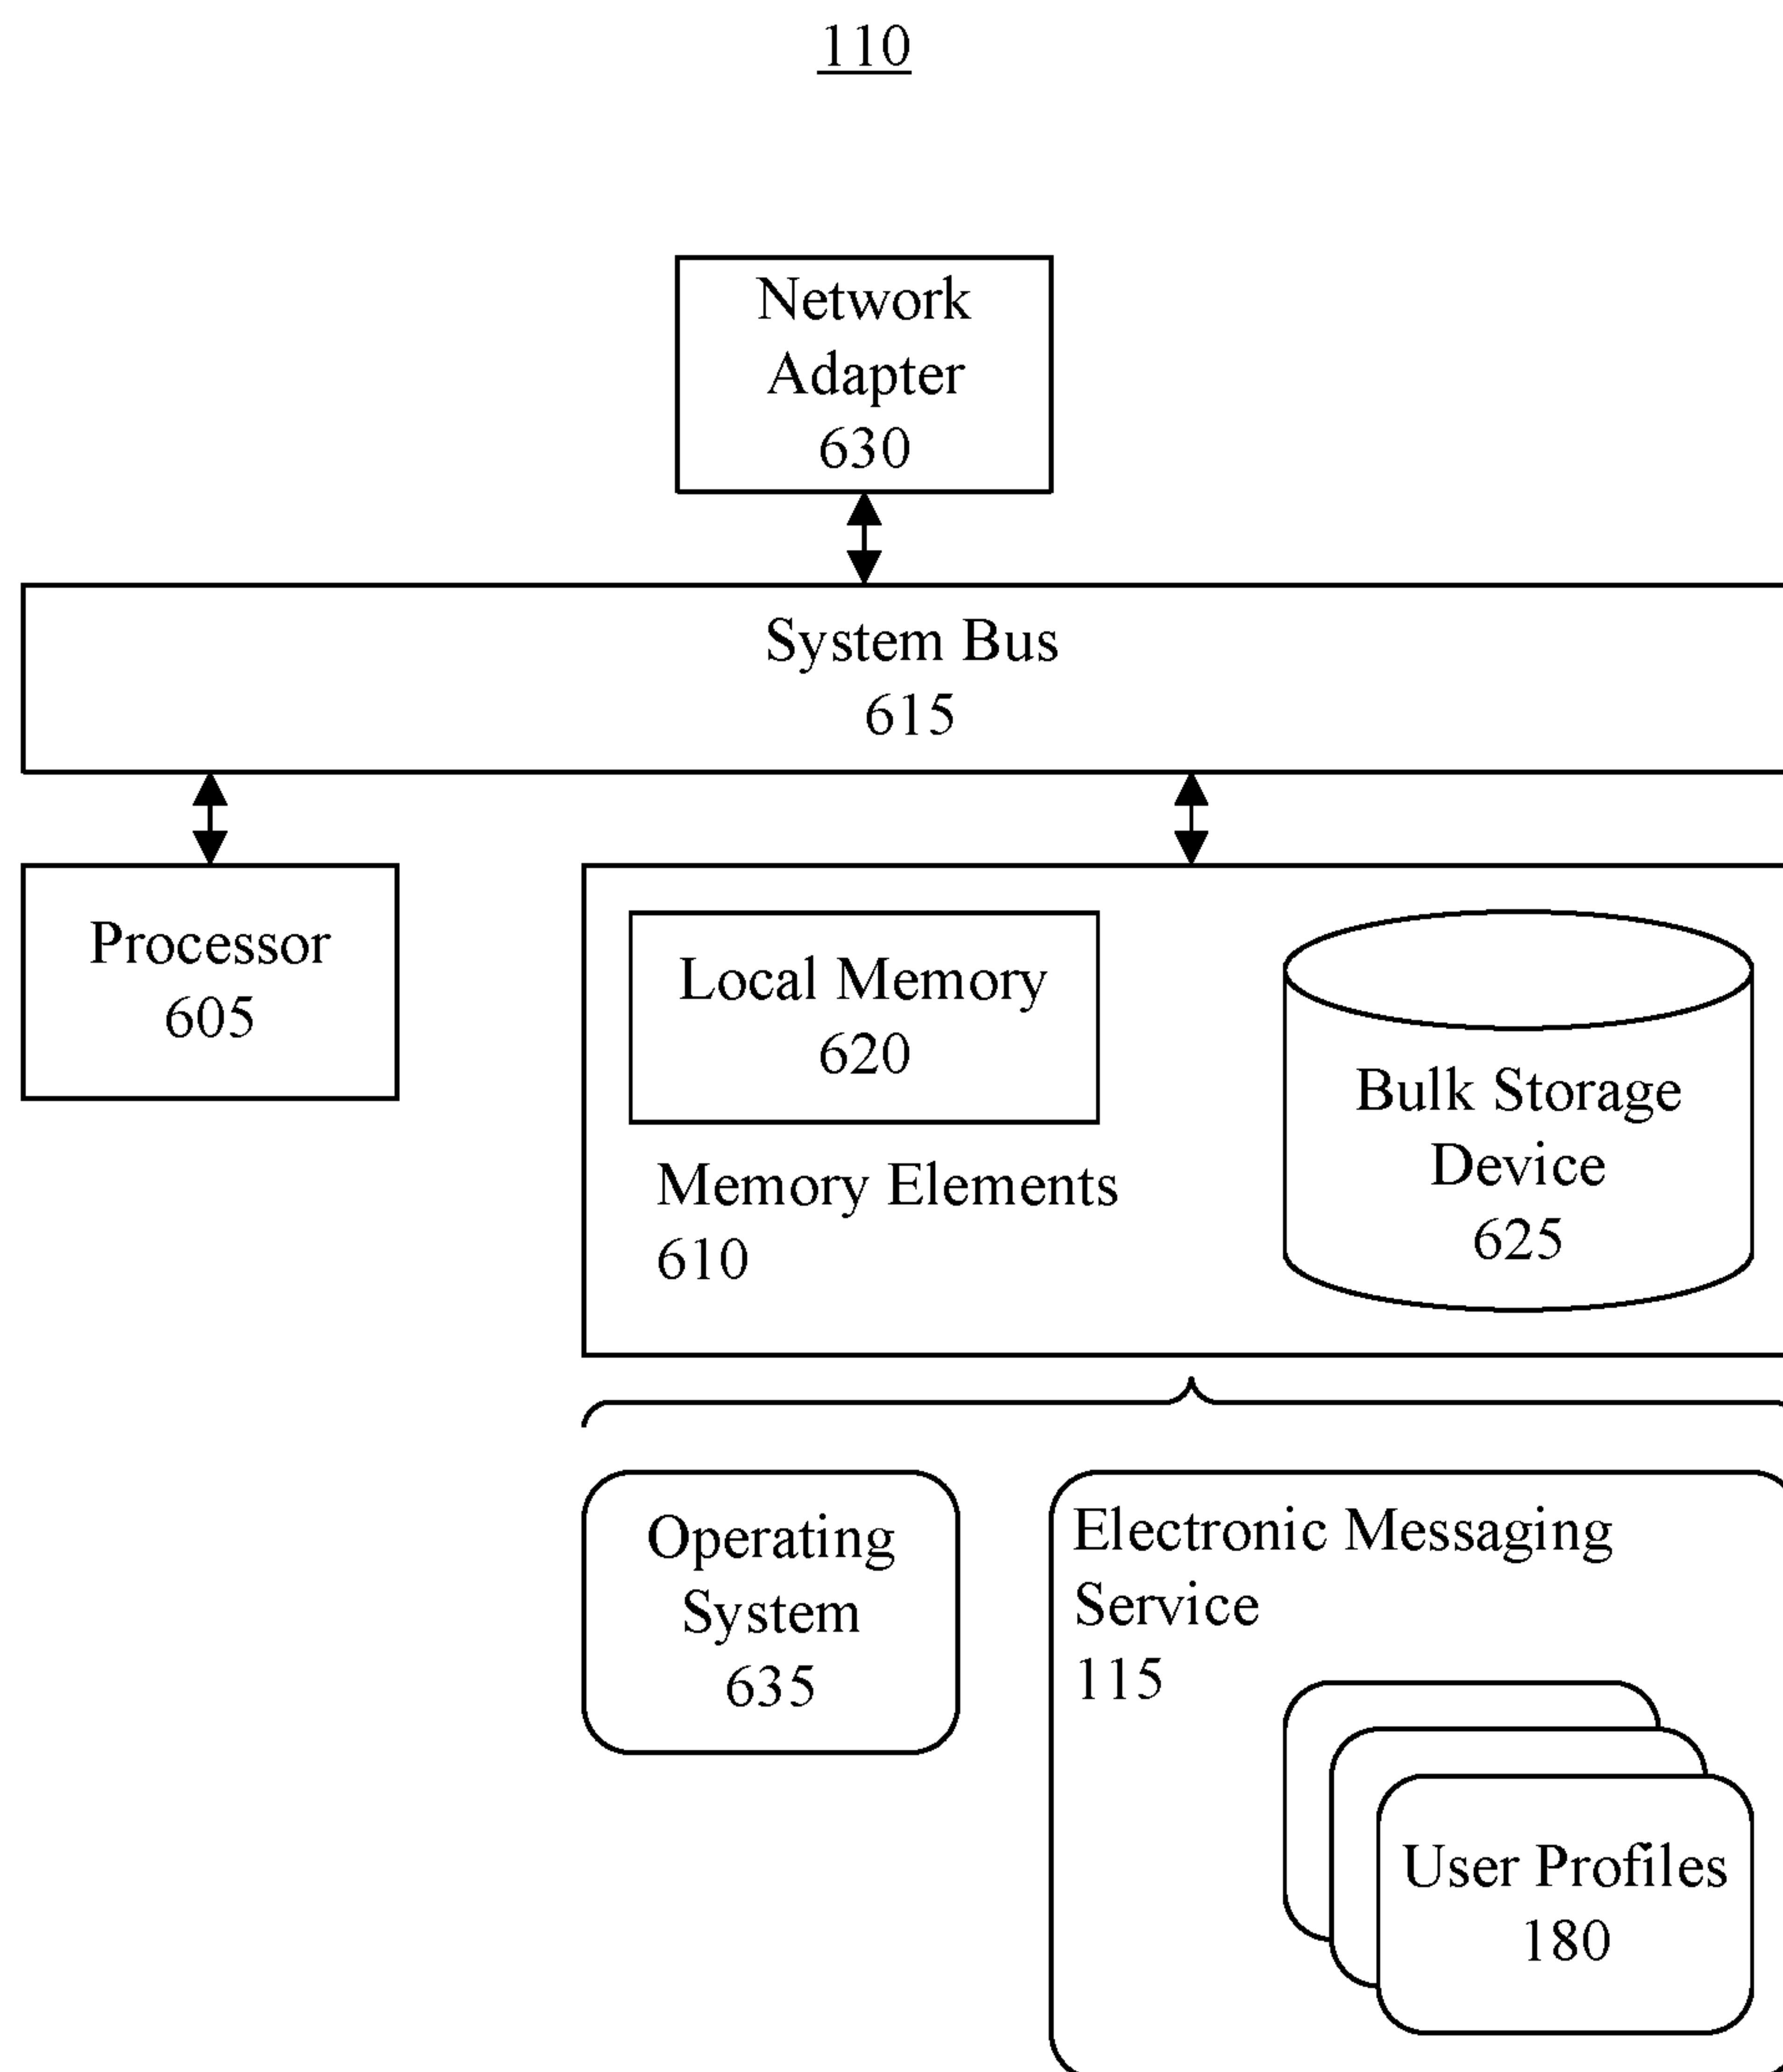 110
Network
Adapter
630
System Bus
615
Processor
605
Local Memory
620
Memory Elements
610
Bulk Storage
Device
625
Operating
System
635
Electronic Messaging
Service
115
User Profiles
180